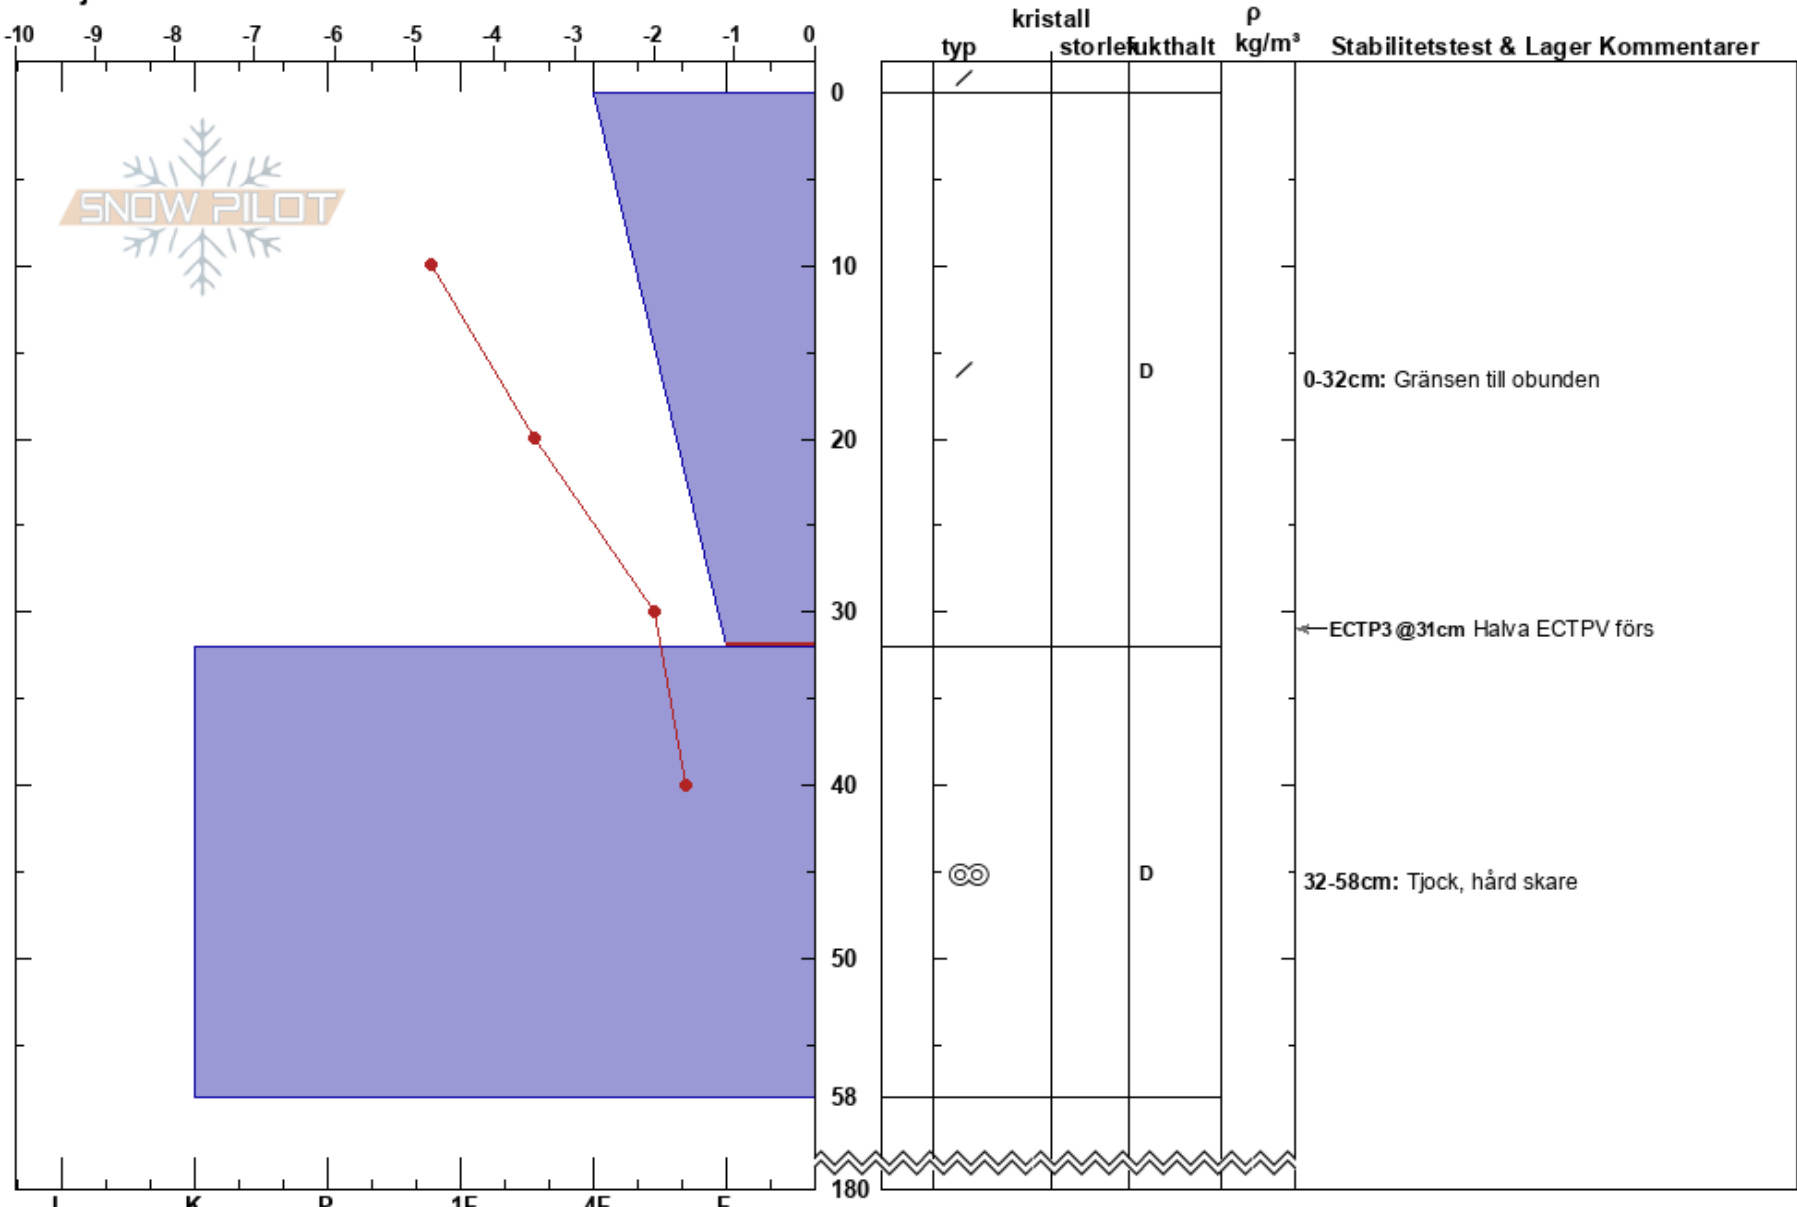 kristall ρ
-10 -9 -8 -7 -6 -5 -4 -3 -2 -1 0 typ storlek fukthalt kg/m³ Stabilitetstest & Lager Kommentarer
0
SNOW PILOT
10
D
0-32cm: Gränsen till obunden
20
30
ECTP3 @31cm Halva ECTPV förs
40
D
32-58cm: Tjock, hård skare
50
58
180
I K P 1F 4F F